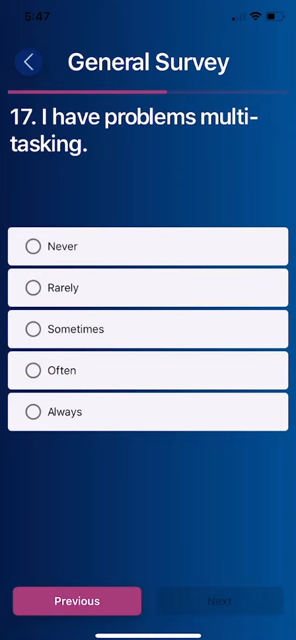 5:47
General Survey
17. I have problems multi-
tasking.
Never
Rarely
Sometimes
Often
Always
Previous
Next